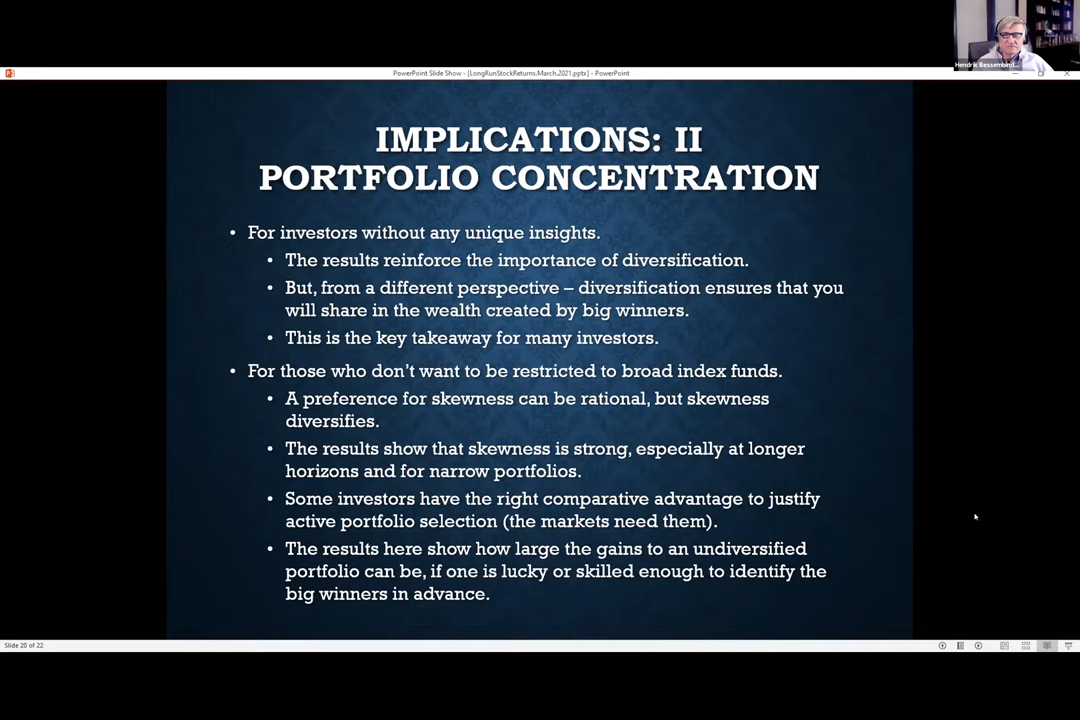 Hendrik Bessembind...
PowerPoint Slide Show - [LongRunStockReturns.March.2021.pptx] - PowerPoint
IMPLICATIONS: II
PORTFOLIO CONCENTRATION
• For investors without any unique insights.
• The results reinforce the importance of diversification.
• But, from a different perspective – diversification ensures that you
will share in the wealth created by big winners.
• This is the key takeaway for many investors.
• For those who don't want to be restricted to broad index funds.
• A preference for skewness can be rational, but skewness
diversifies.
• The results show that skewness is strong, especially at longer
horizons and for narrow portfolios.
• Some investors have the right comparative advantage to justify
active portfolio selection (the markets need them).
• The results here show how large the gains to an undiversified
portfolio can be, if one is lucky or skilled enough to identify the
big winners in advance.
Slide 20 of 22